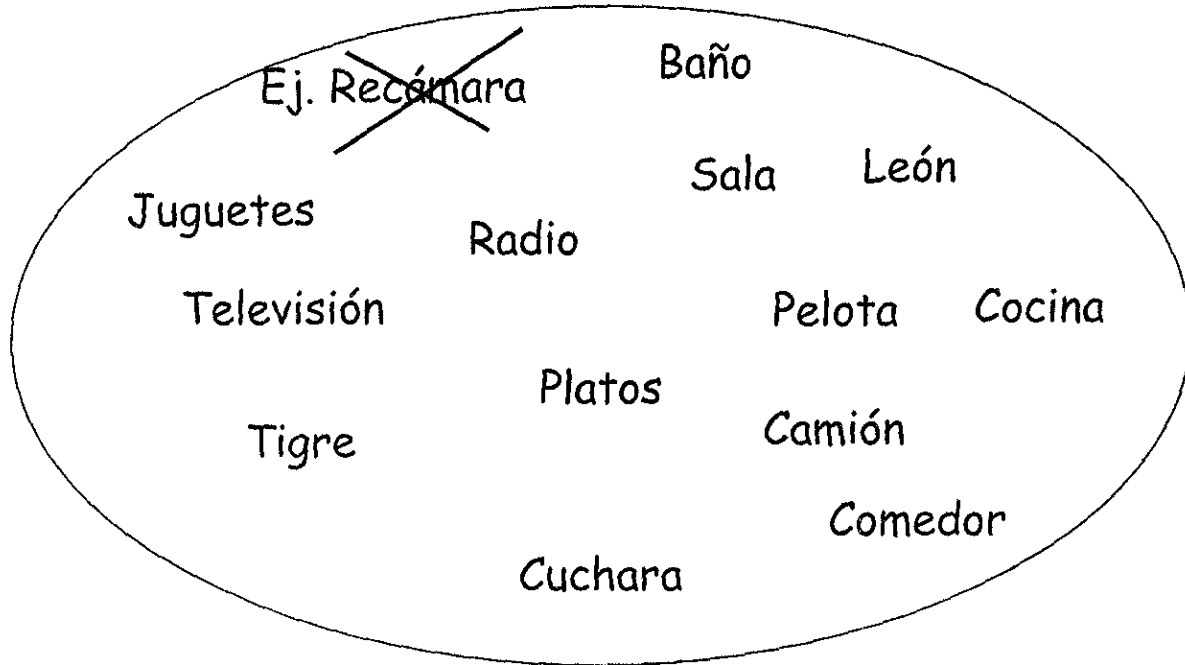 Ej. Recámara
Baño
Sala
León
Juguetes
Radio
Televisión
Pelota
Cocina
Platos
Tigre
Camión
Comedor
Cuchara